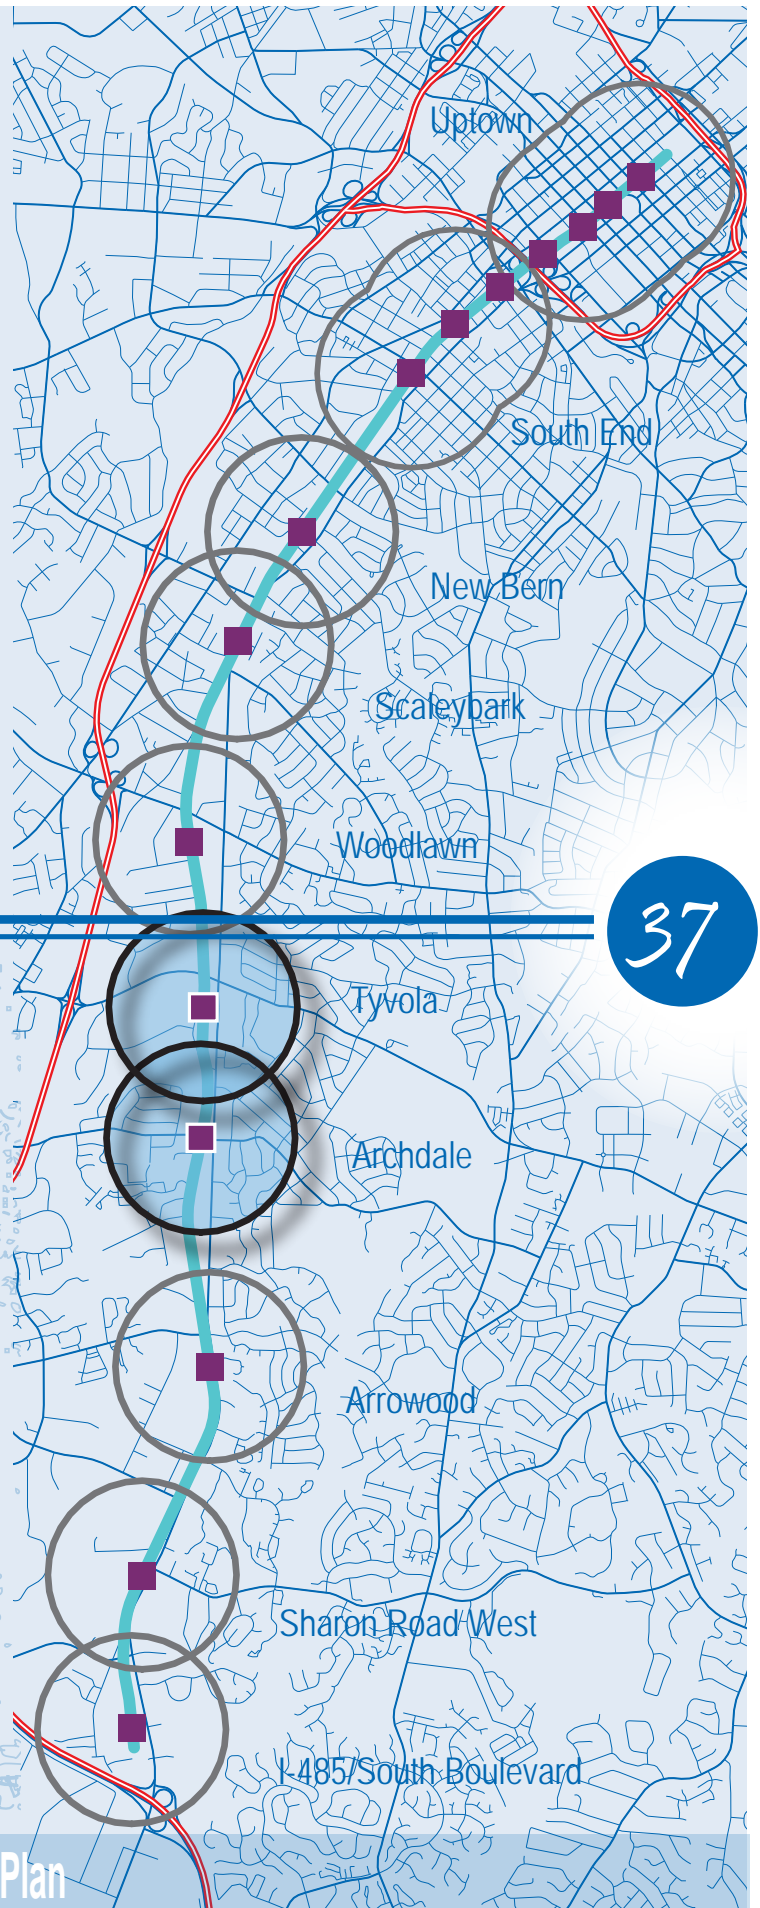 Uptown
South End
New Bern
Scaleybark
Woodlawn
37
Tyvola
Archdale
Arrowood
Sharon Road West
I-485/South Boulevard
Plan